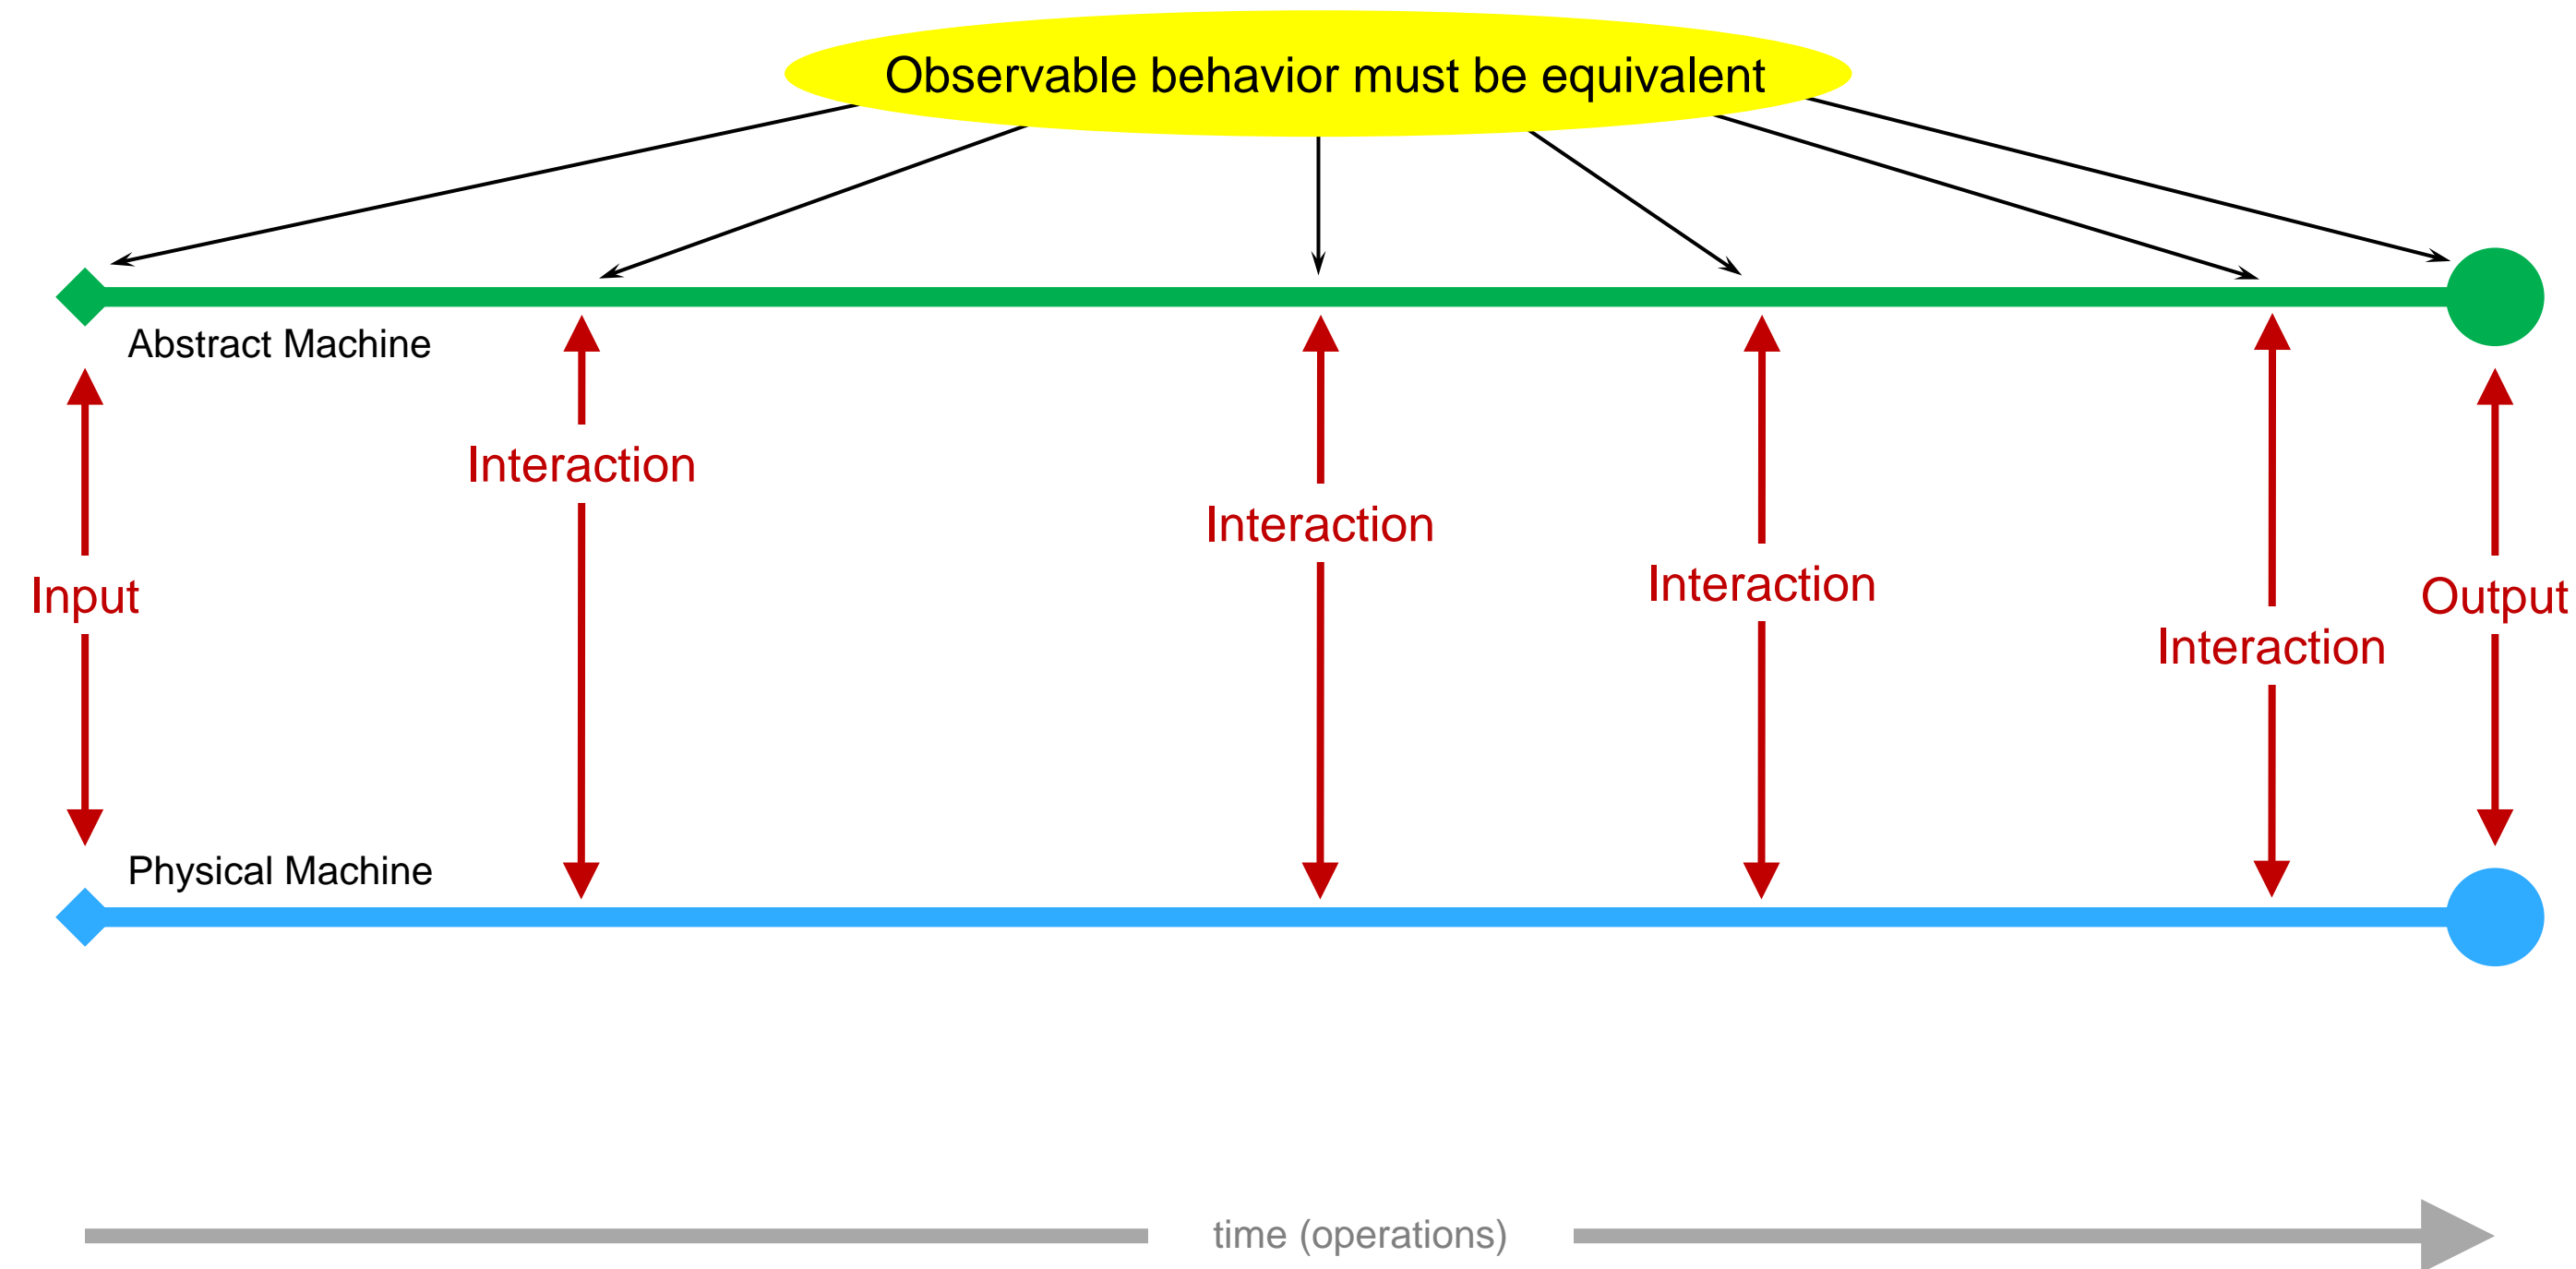 Observable behavior must be equivalent
Abstract Machine
Interaction
Interaction
Interaction
Input
Output
Interaction
Physical Machine
time (operations)